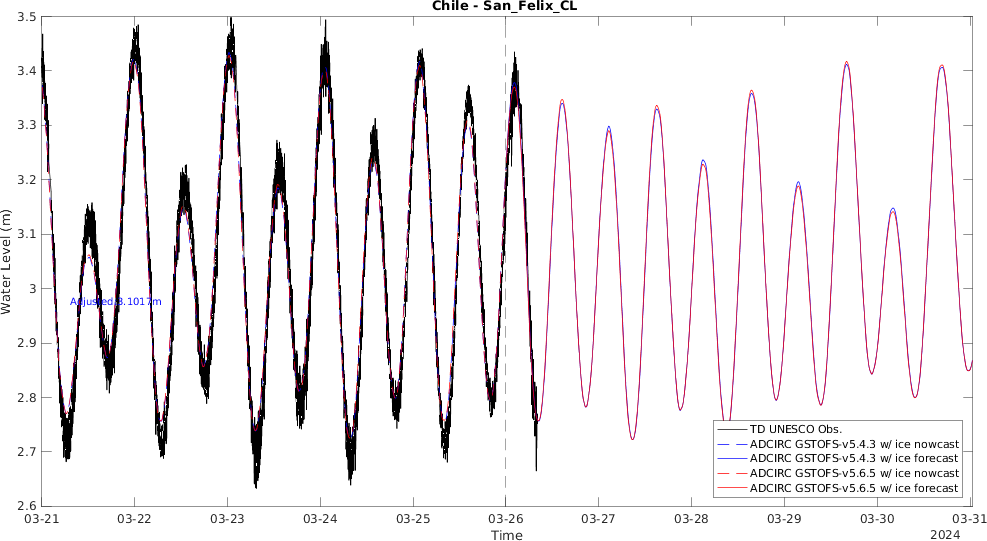 Chile - San_Felix_CL
3.5
3.4
3.3
3.2
3.1
3
2.9
2.8
2.7
2.6
Water Level (m)
Adjusted 3.1017m
TD UNESCO Obs.
ADCIRC GSTOFS-v5.4.3 w/ ice nowcast
ADCIRC GSTOFS-v5.4.3 w/ ice forecast
ADCIRC GSTOFS-v5.6.5 w/ ice nowcast
ADCIRC GSTOFS-v5.6.5 w/ ice forecast
03-21 03-22 03-23 03-24 03-25 03-26 03-27 03-28 03-29 03-30 03-31
Time
2024